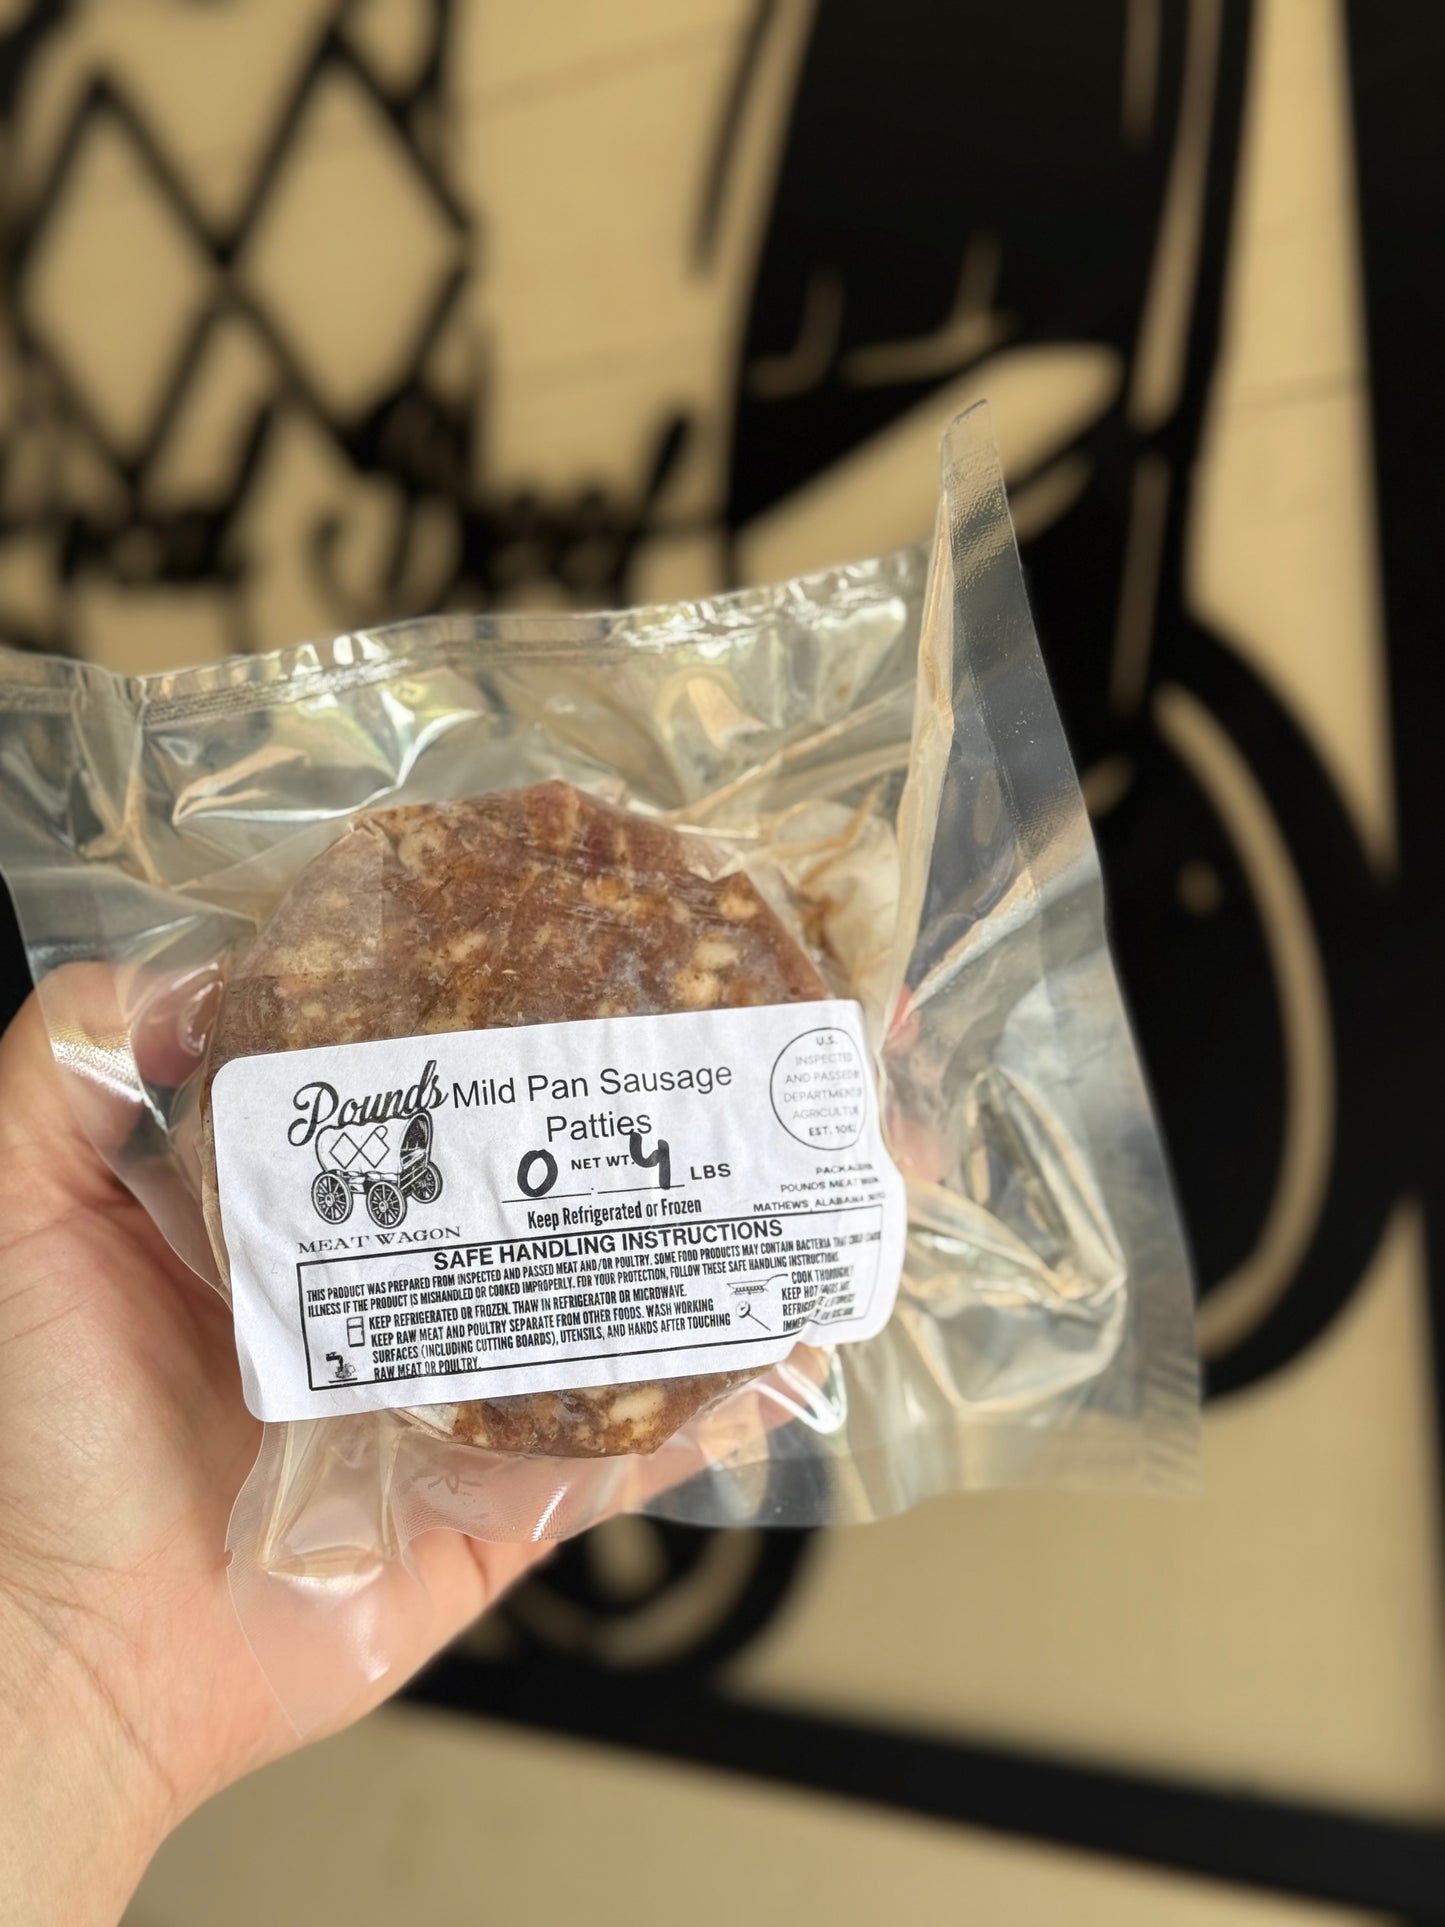 Pounds
MEAT WAGON
Mild Pan Sausage
Patties
0 NET WT. 4 LBS
Keep Refrigerated or Frozen
U.S.
INSPECTED
AND PASSED
DEPARTMENT
AGRICULTUR
EST.
POUNDS MEAT
MATHEWS ALABAMA
SAFE HANDLING INSTRUCTIONS
THIS PRODUCT WAS PREPARED FROM INSPECTED AND PASSED MEAT AND/OR POULTRY. SOME FOOD PRODUCTS MAY CONTAIN BACTERIA THAT COULD CAUSE
ILLNESS IF THE PRODUCT IS MISHANDLED OR COOKED IMPROPERLY. FOR YOUR PROTECTION, FOLLOW THESE SAFE HANDLING INSTRUCTIONS
KEEP REFRIGERATED OR FROZEN. THAW IN REFRIGERATOR OR MICROWAVE.
KEEP RAW MEAT AND POULTRY SEPARATE FROM OTHER FOODS. WASH WORKING
SURFACES (INCLUDING CUTTING BOARDS), UTENSILS, AND HANDS AFTER TOUCHING
RAW MEAT OR POULTRY.
COOK THOROUGHLY
KEEP HOT